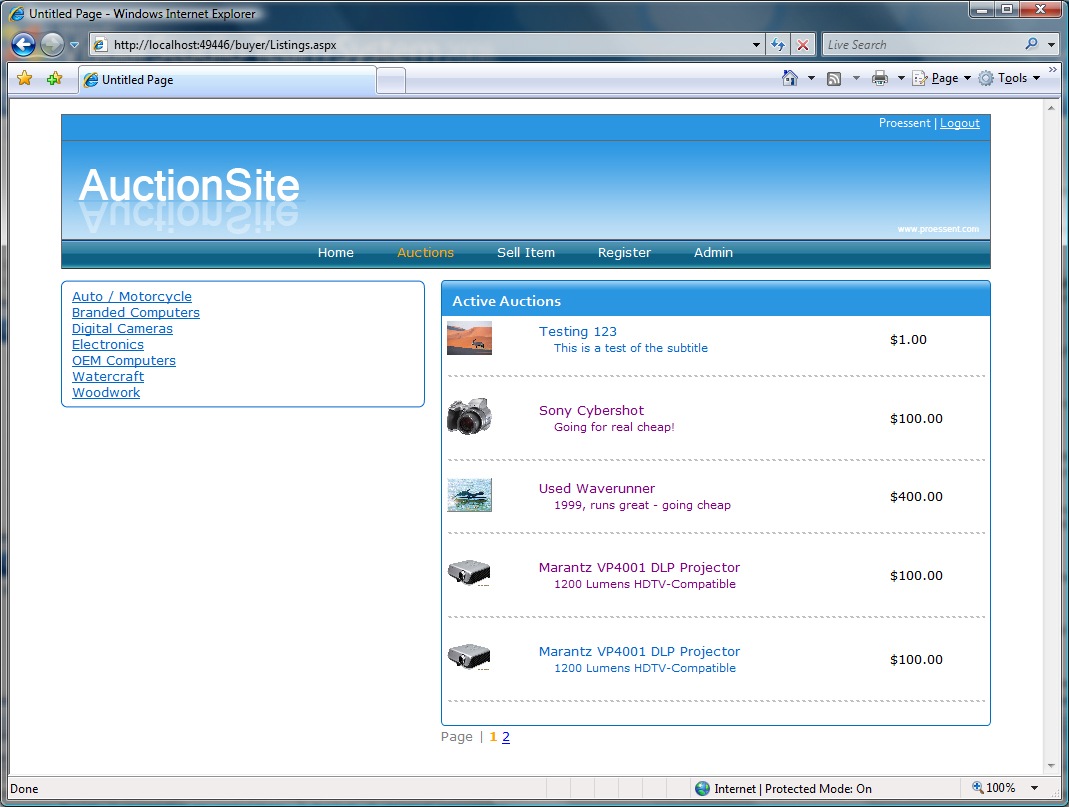 Untitled Page - Windows Internet Explorer
http://localhost:49446/buyer/Listings.aspx
Live Search
Untitled Page
Page
Tools
Proessent | Logout
AuctionSite
www.proessent.com
Home Auctions Sell Item Register Admin
Auto / Motorcycle
Branded Computers
Digital Cameras
Electronics
OEM Computers
Watercraft
Woodwork
Active Auctions
Testing 123
This is a test of the subtitle
$1.00
Sony Cybershot
Going for real cheap!
$100.00
Used Waverunner
1999, runs great - going cheap
$400.00
Marantz VP4001 DLP Projector
1200 Lumens HDTV-Compatible
$100.00
Marantz VP4001 DLP Projector
1200 Lumens HDTV-Compatible
$100.00
Page | 1 2
Done
Internet | Protected Mode: On
100%